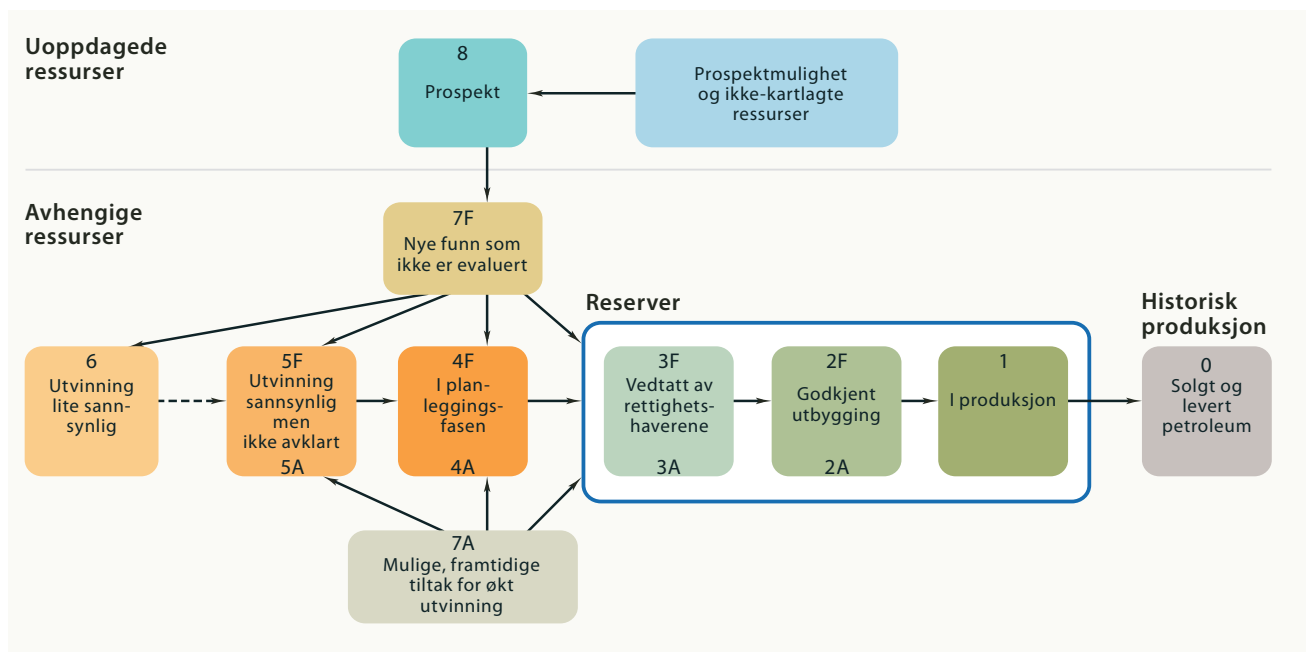 Uoppdagede
ressurser
8
Prospekt
Prospektmulighet
og ikke-kartlagte
ressurser
Avhengige
ressurser
7F
Nye funn som
ikke er evaluert
Reserver
Historisk
produksjon
6
Utvinning
lite sann-
synlig
5F
Utvinning
sannsynlig
men
ikke avklart
5A
4F
I plan-
leggings-
fasen
4A
3F
Vedtatt av
rettighets-
haverene
3A
2F
Godkjent
utbygging
2A
1
I produksjon
0
Solgt og
levert
petroleum
7A
Mulige, framtidige
tiltak for økt
utvinning